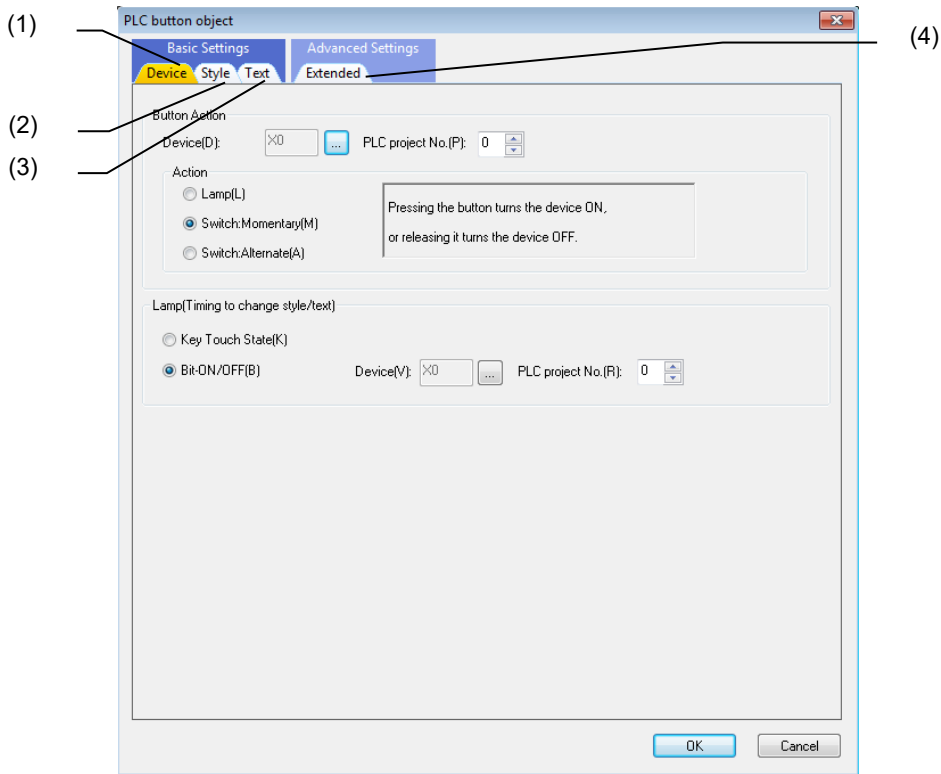 PLC button object
(1)
(4)
Basic Settings
Advanced Settings
Device
Style
Text
Extended
(2)
(3)
Button Action
Device(D):
X0
...
PLC project No.(P):
0
Action
Lamp(L)
Switch:Momentary(M)
Switch:Alternate(A)
Pressing the button turns the device ON,
or releasing it turns the device OFF.
Lamp(Timing to change style/text)
Key Touch State(K)
Bit-ON/OFF(B)
Device(V):
X0
...
PLC project No.(R):
0
OK
Cancel